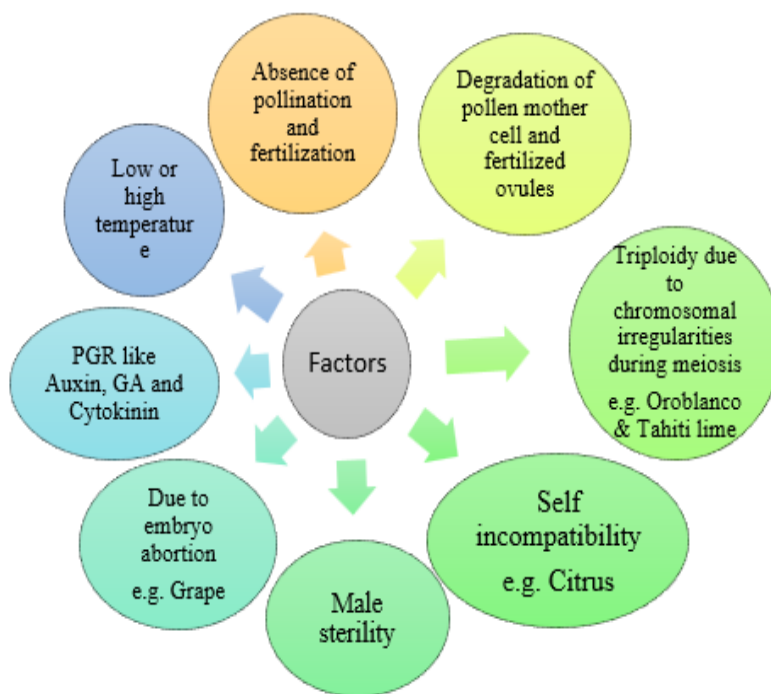 Absence of
pollination
and
fertilization
Degradation of
pollen mother
cell and
fertilized
ovules
Triploidy due to
chromosomal
irregularities
during meiosis
e.g. Oroblanco
& Tahiti lime
Self
incompatibility
e.g. Citrus
Male
sterility
Due to
embryo
abortion
e.g. Grape
PGR like
Auxin, GA and
Cytokinin
Low or
high
temperatur
e
Factors